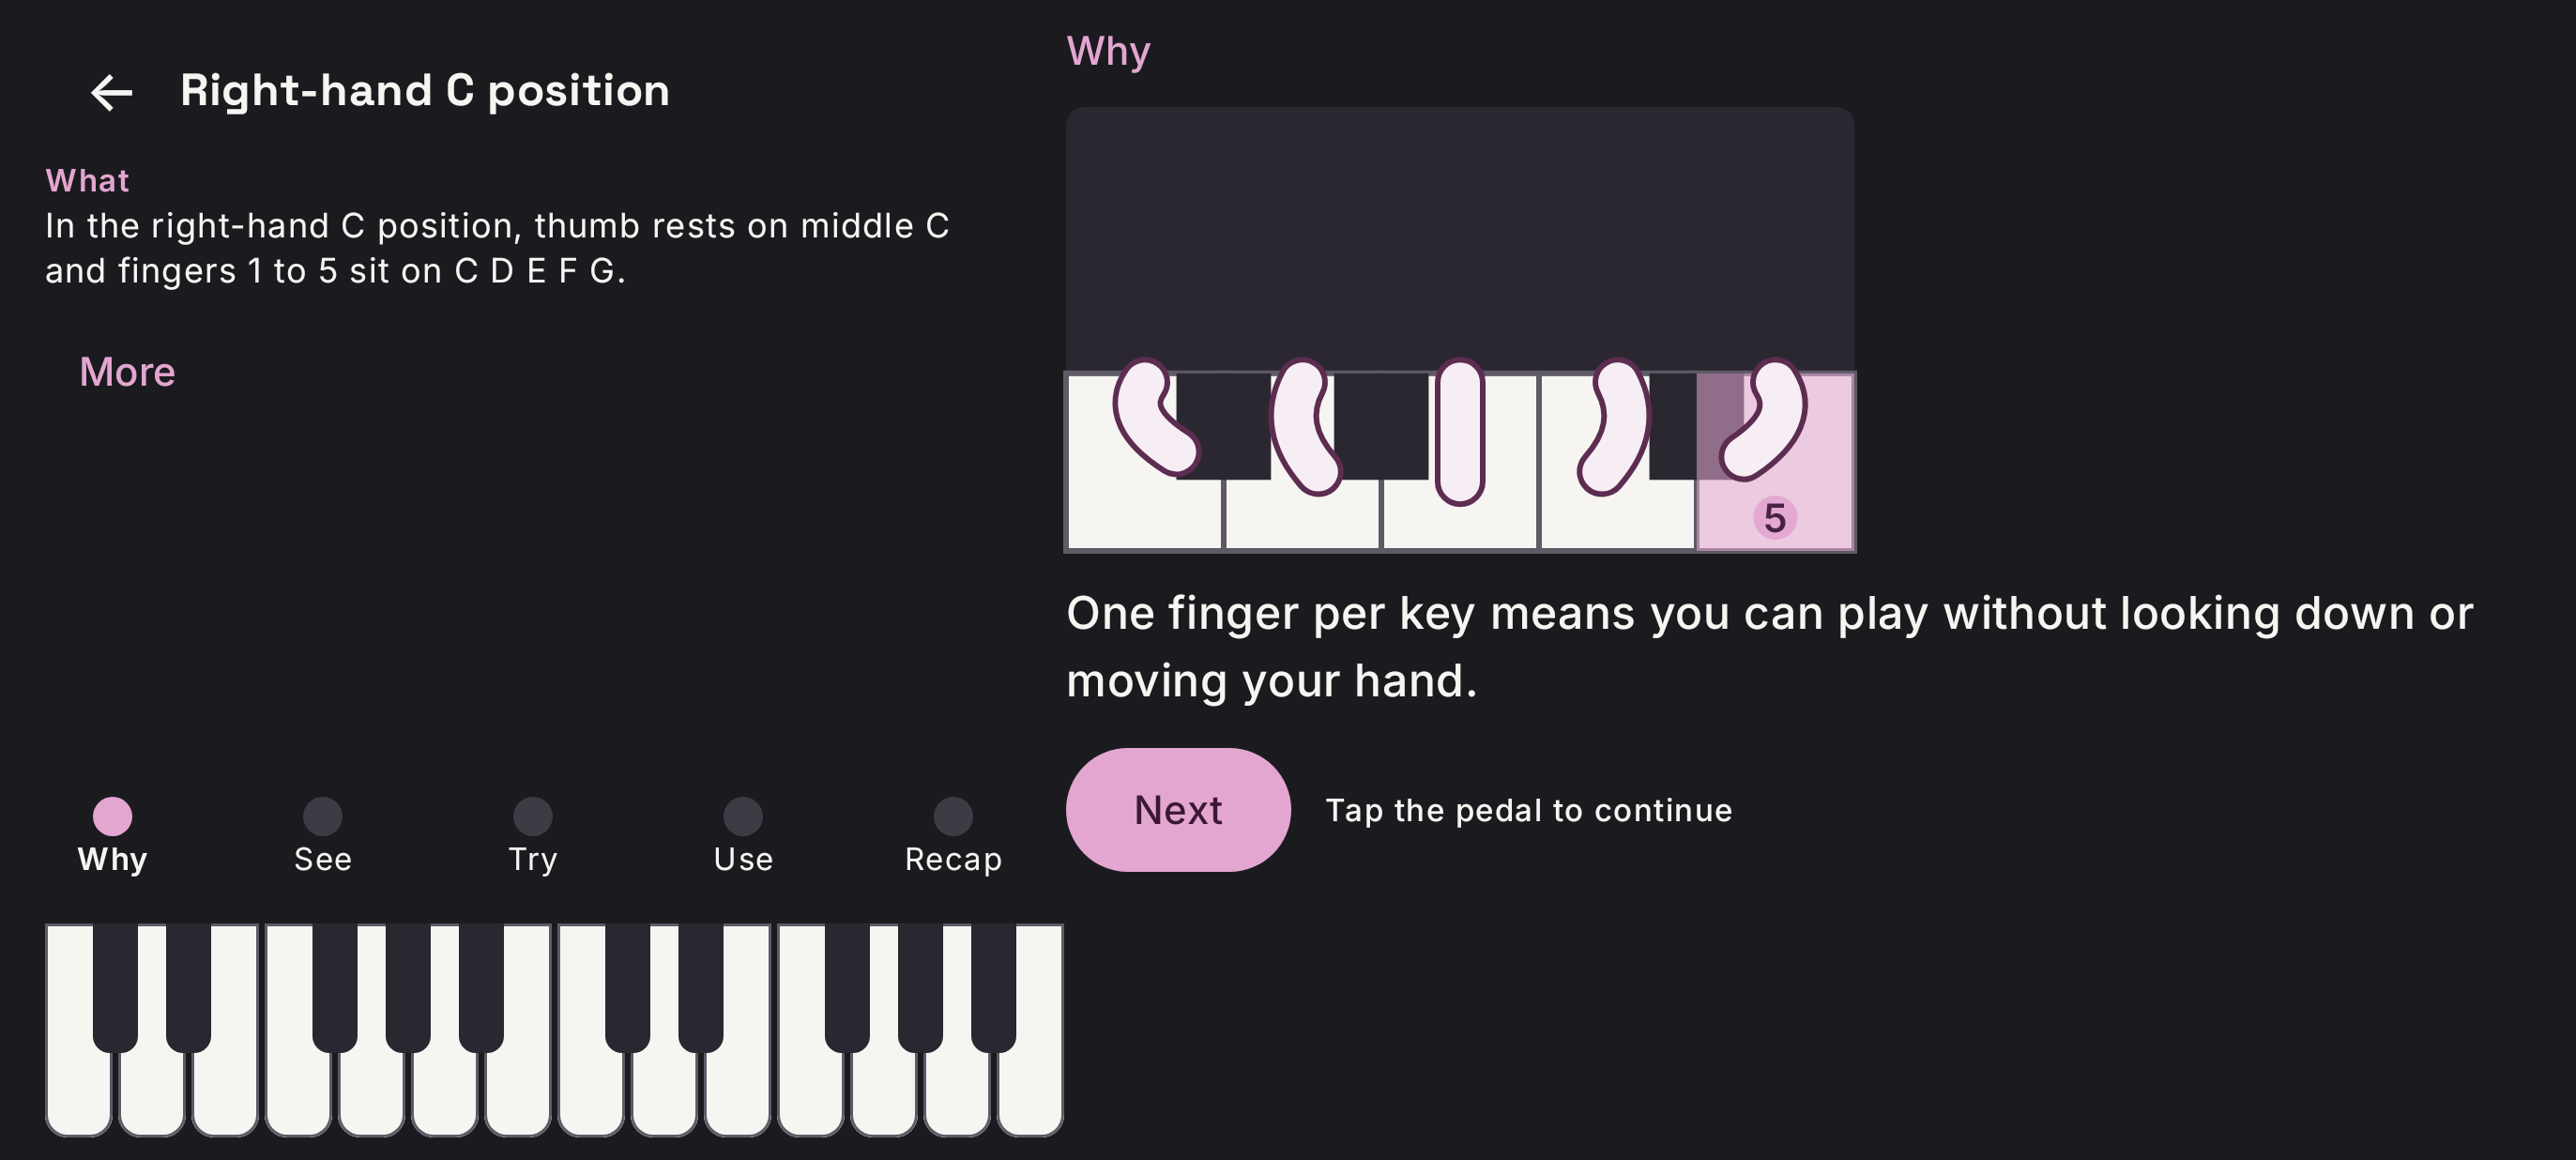 Right-hand C position
What
In the right-hand C position, thumb rests on middle C
and fingers 1 to 5 sit on C D E F G.
More
Why
See
Try
Use
Recap
Why
5
One finger per key means you can play without looking down or
moving your hand.
Next
Tap the pedal to continue